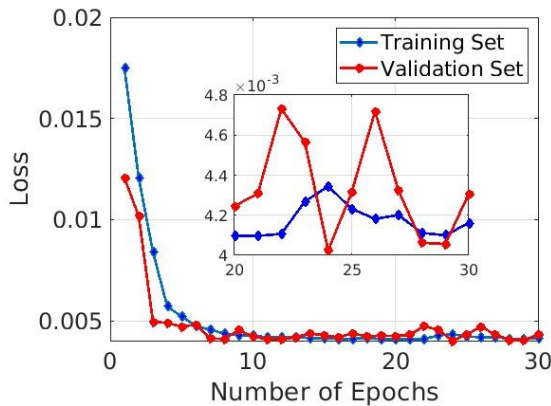 0.02
Training Set
Validation Set
×10⁻³
4.8
4.6
4.4
4.2
4
20 25 30
0.015
0.01
0.005
0 10 20 30
Loss
Number of Epochs